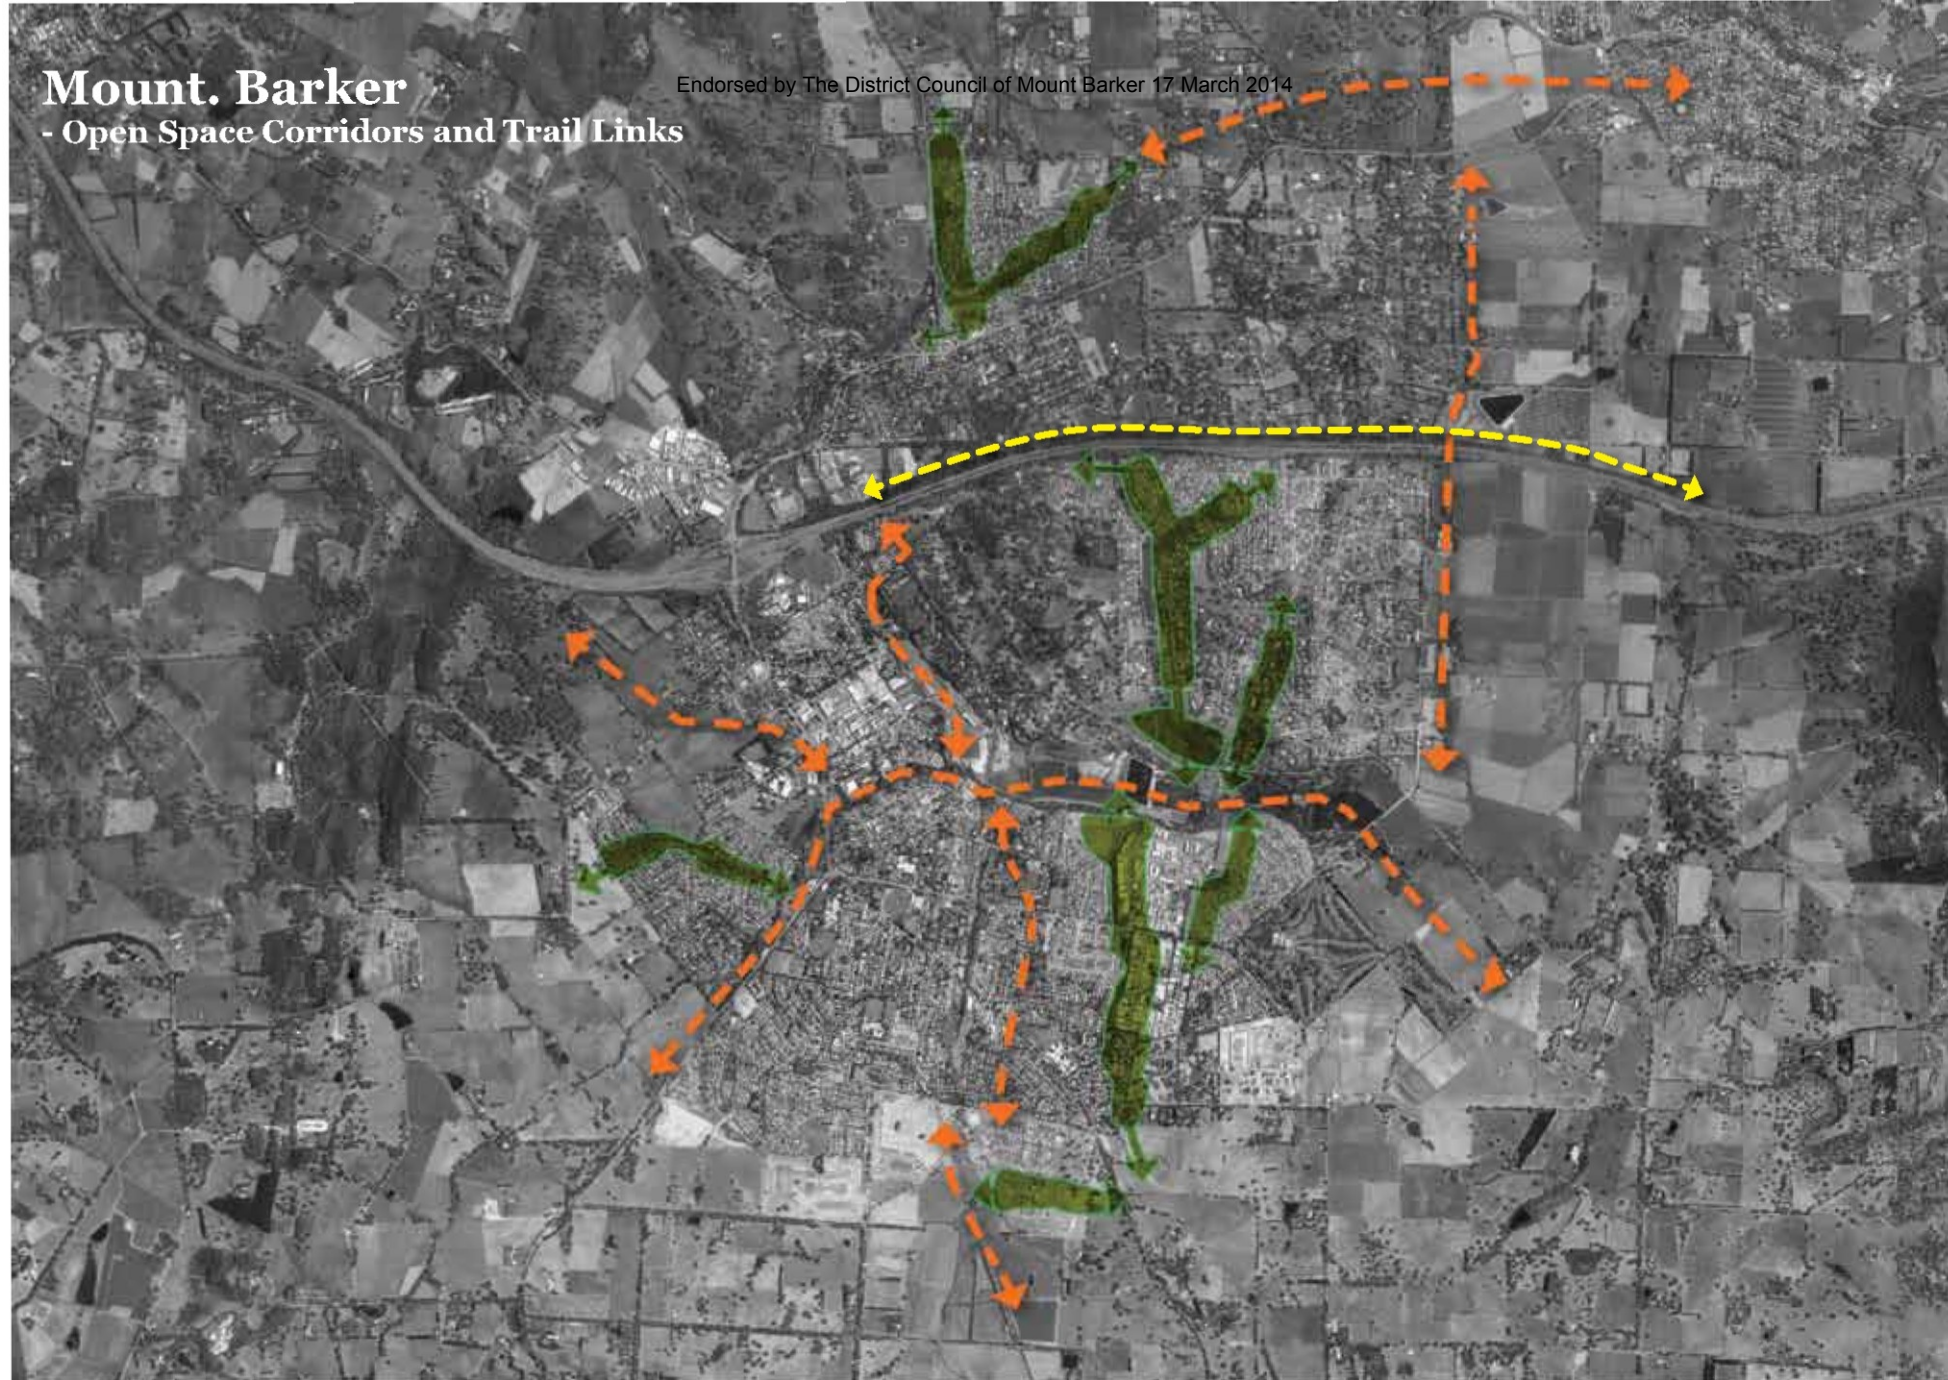 Mount. Barker
- Open Space Corridors and Trail Links
Endorsed by The District Council of Mount Barker 17 March 2014